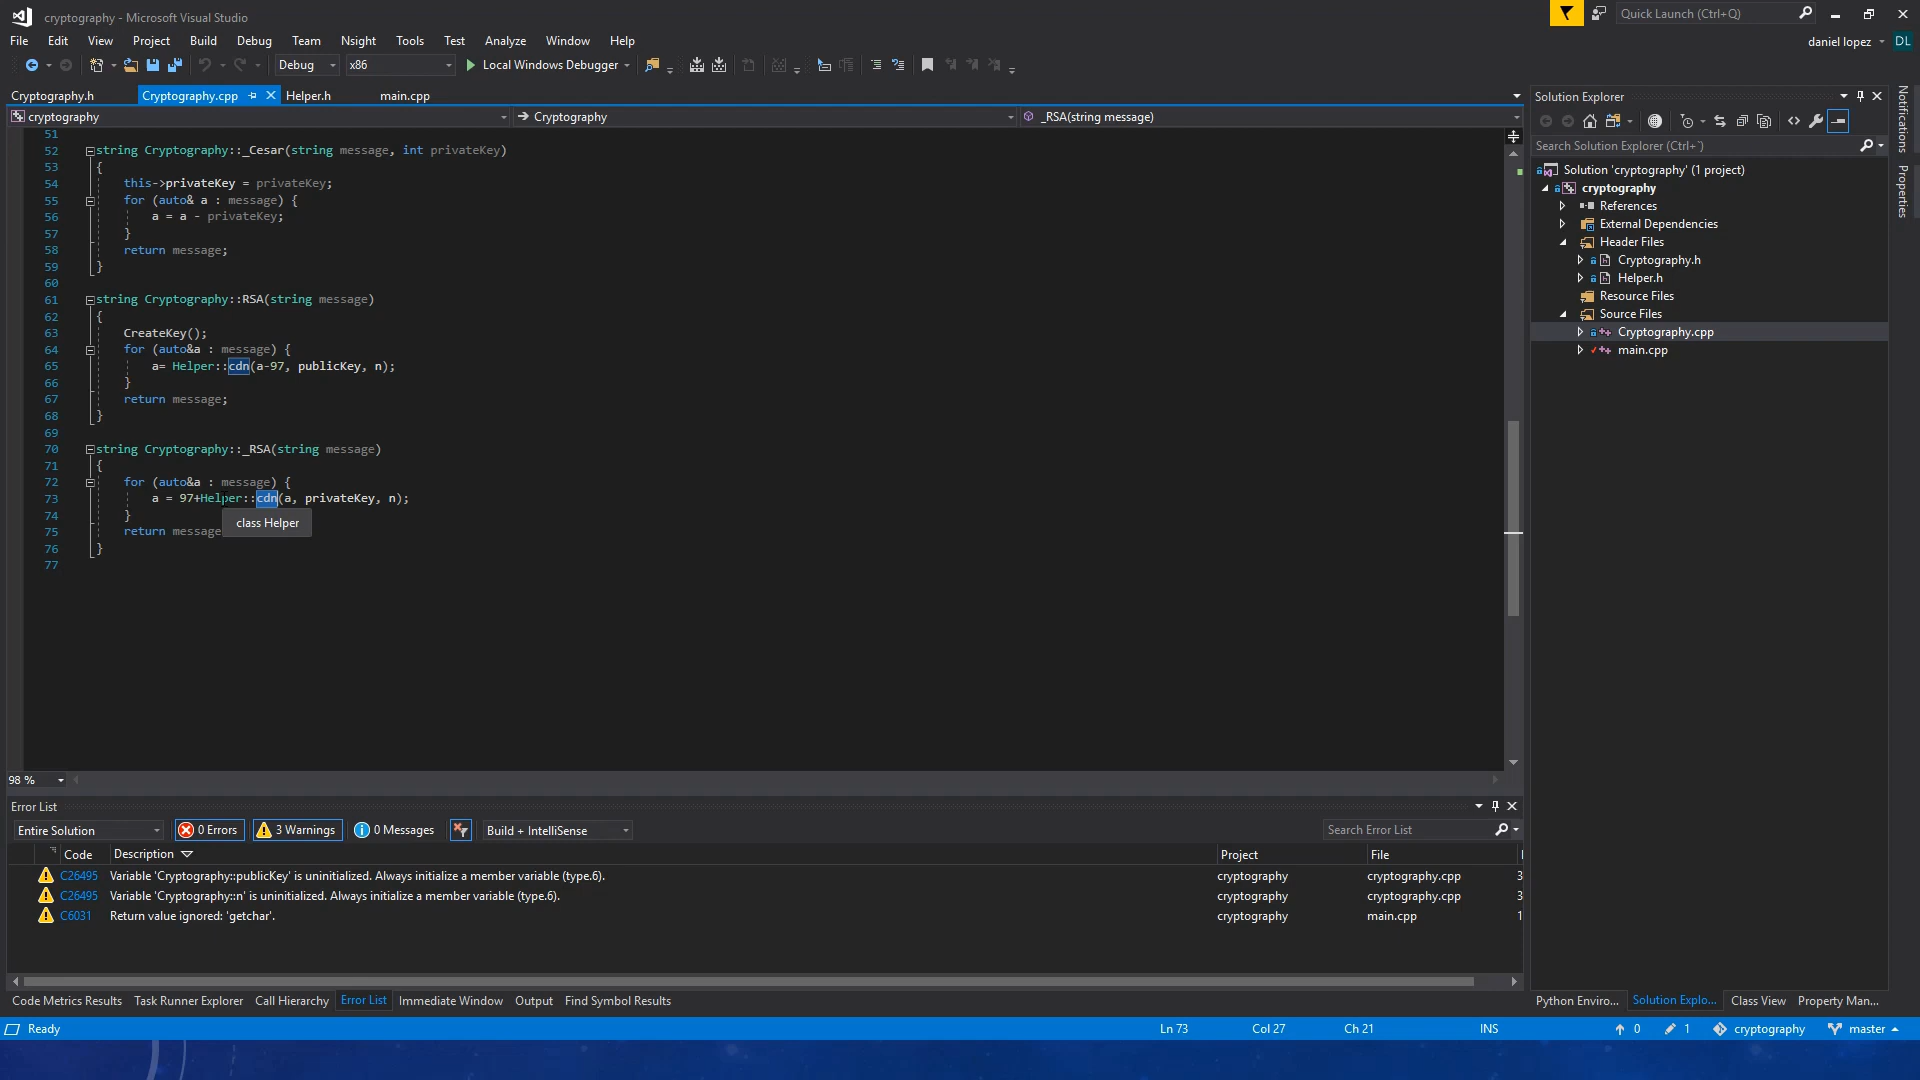 cryptography - Microsoft Visual Studio
Quick Launch (Ctrl+Q)
File Edit View Project Build Debug Team Nsight Tools Test Analyze Window Help
daniel lopez DL
Debug x86 Local Windows Debugger
Cryptography.h Cryptography.cpp Helper.h main.cpp
cryptography Cryptography _RSA(string message)
51
52 string Cryptography::_Cesar(string message, int privateKey)
53 {
54 this->privateKey = privateKey;
55 for (auto& a : message) {
56 a = a - privateKey;
57 }
58 return message;
59 }
60
61 string Cryptography::RSA(string message)
62 {
63 CreateKey();
64 for (auto&a : message) {
65 a= Helper::cdn(a-97, publicKey, n);
66 }
67 return message;
68 }
69
70 string Cryptography::_RSA(string message)
71 {
72 for (auto&a : message) {
73 a = 97+Helper::cdn(a, privateKey, n);
74 }
class Helper
75 return message
76 }
77
98 %
Solution Explorer
Search Solution Explorer (Ctrl+`)
Solution 'cryptography' (1 project)
cryptography
References
External Dependencies
Header Files
Cryptography.h
Helper.h
Resource Files
Source Files
Cryptography.cpp
main.cpp
Notifications
Properties
Error List
Entire Solution 0 Errors 3 Warnings 0 Messages Build + IntelliSense Search Error List
Code Description Project File
C26495 Variable 'Cryptography::publicKey' is uninitialized. Always initialize a member variable (type.6). cryptography cryptography.cpp 3
C26495 Variable 'Cryptography::n' is uninitialized. Always initialize a member variable (type.6). cryptography cryptography.cpp 3
C6031 Return value ignored: 'getchar'. cryptography main.cpp 1
Code Metrics Results Task Runner Explorer Call Hierarchy Error List Immediate Window Output Find Symbol Results
Python Enviro... Solution Explo... Class View Property Man...
Ready Ln 73 Col 27 Ch 21 INS 0 1 cryptography master